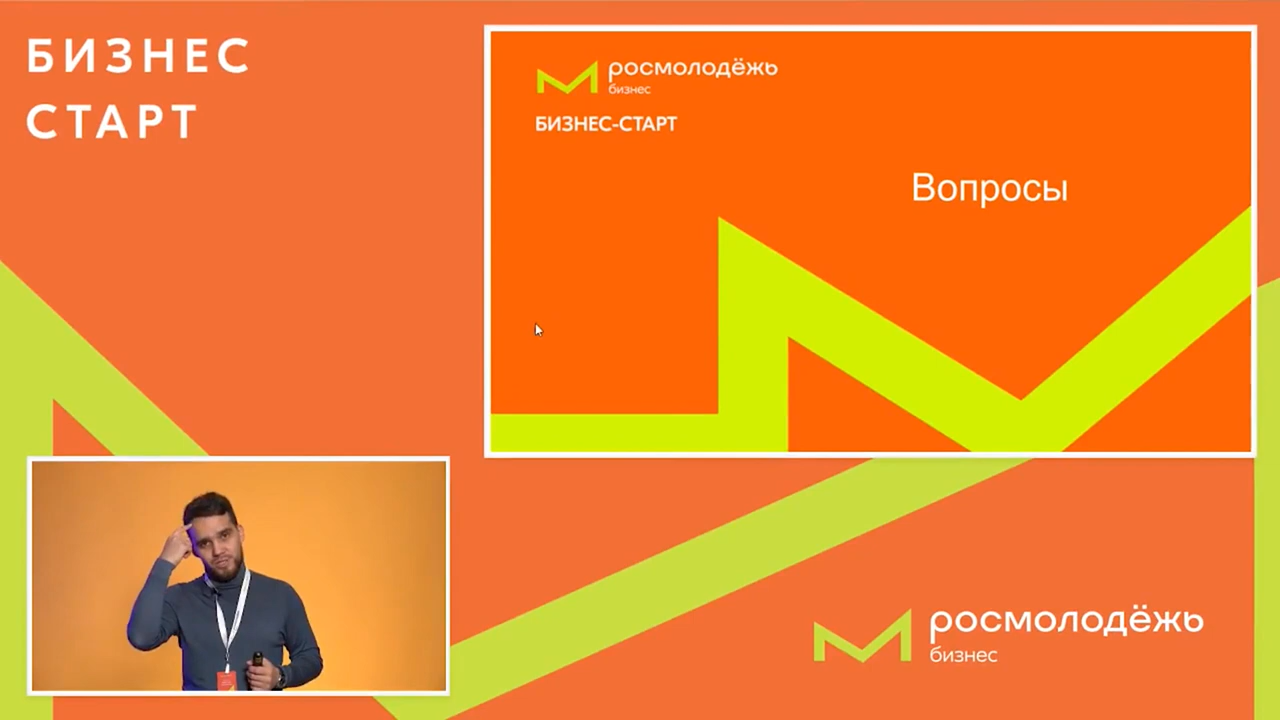 БИЗНЕС
СТАРТ
росмолодёжь
бизнес
БИЗНЕС-СТАРТ
Вопросы
росмолодёжь
бизнес